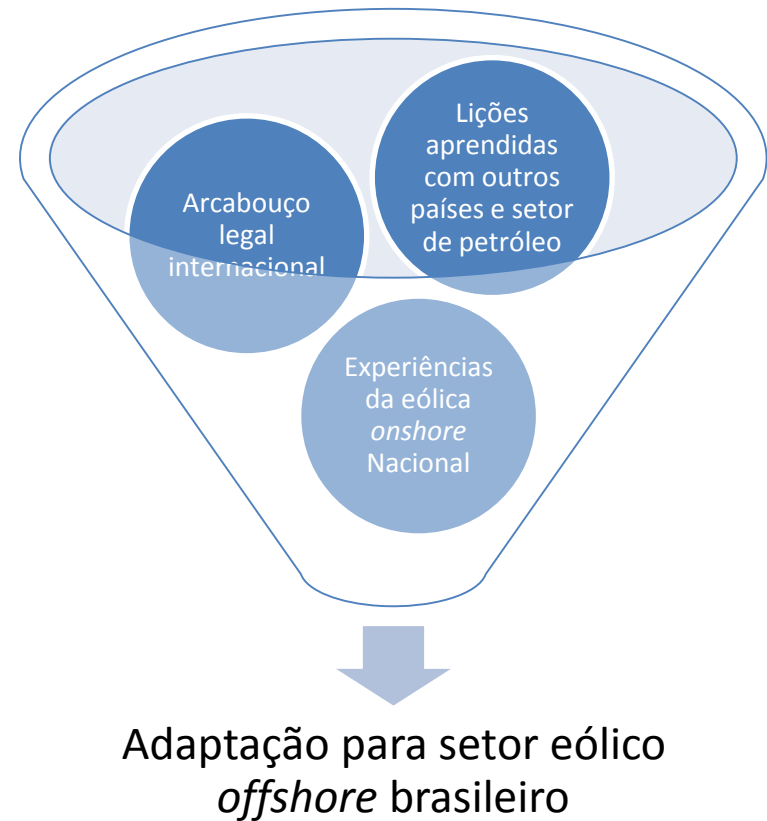 Lições
aprendidas
com outros
países e setor
de petróleo
Arcabouço
legal
internacional
Experiências
da eólica
onshore
Nacional
Adaptação para setor eólico
offshore brasileiro